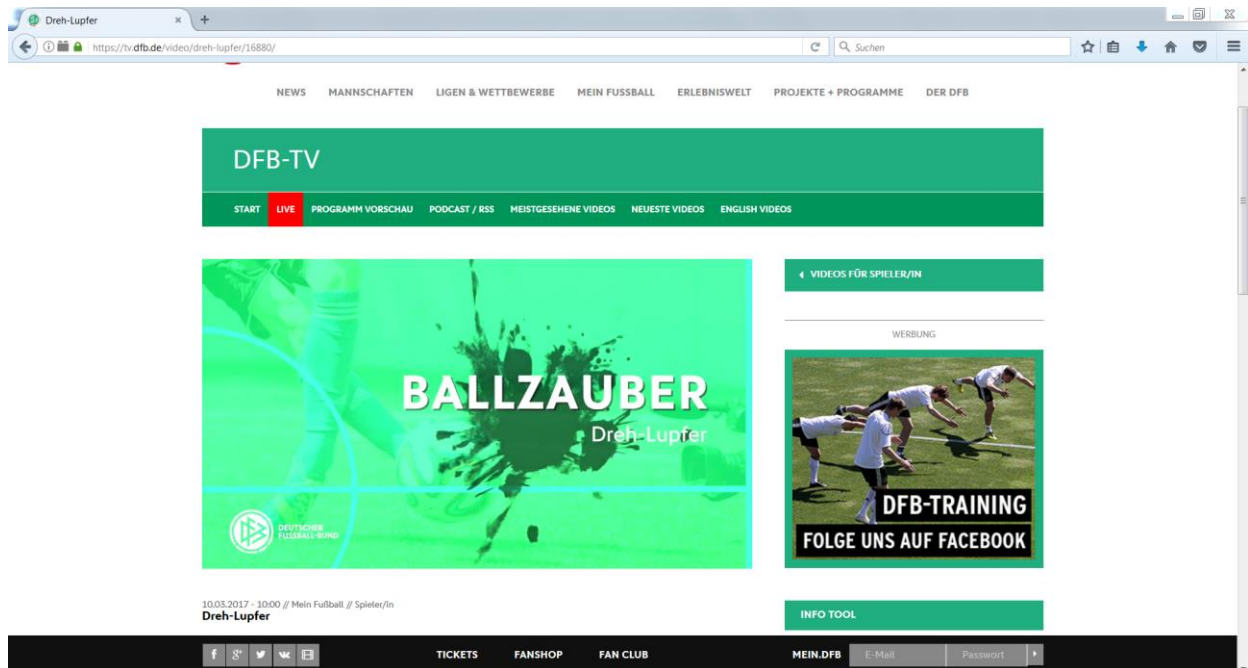 Dreh-Lupfer
https://tv.dfb.de/video/dreh-lupfer/16880/
Suchen
NEWS MANNSCHAFTEN LIGEN & WETTBEWERBE MEIN FUSSBALL ERLEBNISWELT PROJEKTE + PROGRAMME DER DFB
DFB-TV
START LIVE PROGRAMM VORSCHAU PODCAST / RSS MEISTGESEHENE VIDEOS NEUESTE VIDEOS ENGLISH VIDEOS
BALLZAUBER
Dreh-Lupfer
DFB
DEUTSCHER
FUSSBALL-BUND
VIDEOS FÜR SPIELER/IN
WERBUNG
DFB-TRAINING
FOLGE UNS AUF FACEBOOK
10.03.2017 - 10:00 // Mein Fußball // Spieler/in
Dreh-Lupfer
INFO TOOL
TICKETS FANSHOP FAN CLUB MEIN.DFB E-Mail Passwort